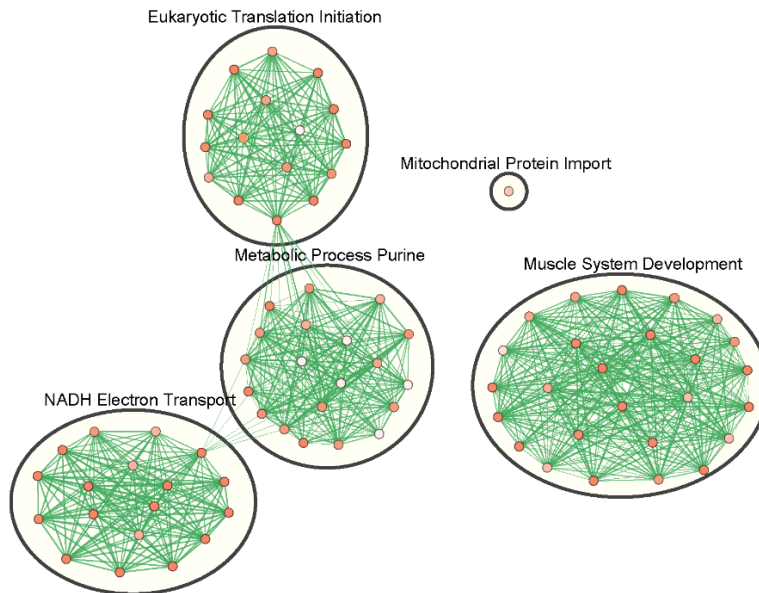 Eukaryotic Translation Initiation
Mitochondrial Protein Import
Metabolic Process Purine
Muscle System Development
NADH Electron Transport